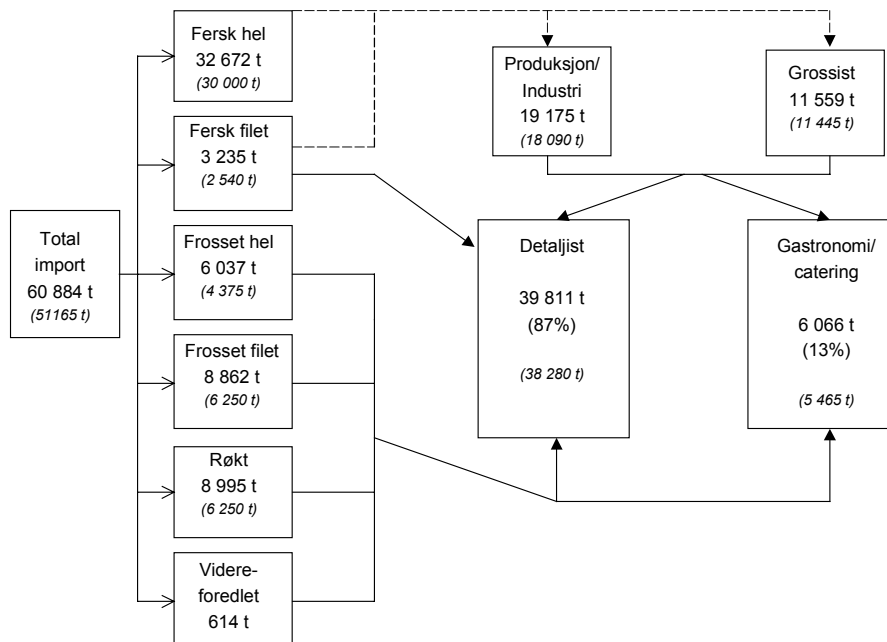 Fersk hel
32 672 t
(30 000 t)
Fersk filet
3 235 t
(2 540 t)
Total
import
60 884 t
(51165 t)
Frosset hel
6 037 t
(4 375 t)
Frosset filet
8 862 t
(6 250 t)
Røkt
8 995 t
(6 250 t)
Videre-
foredlet
614 t
Produksjon/
Industri
19 175 t
(18 090 t)
Grossist
11 559 t
(11 445 t)
Detaljist
39 811 t
(87%)
(38 280 t)
Gastronomi/
catering
6 066 t
(13%)
(5 465 t)